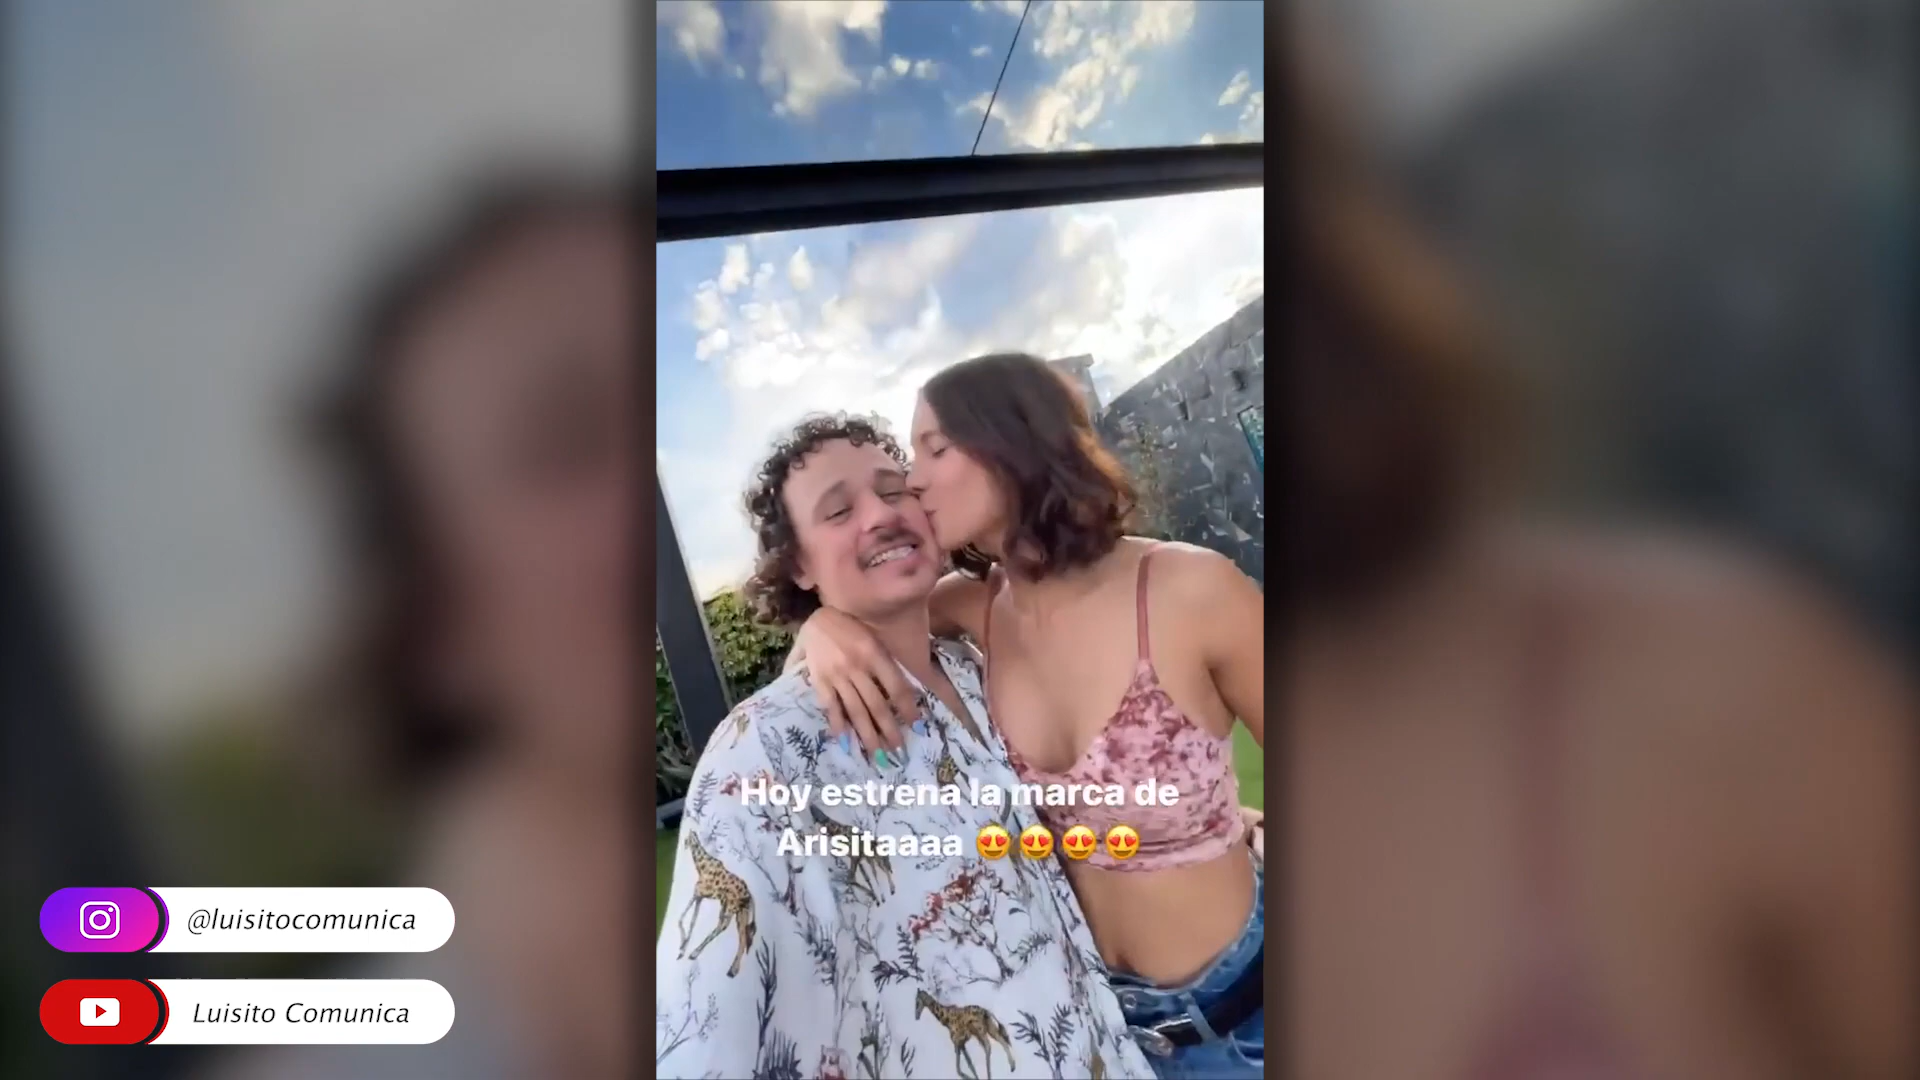 Hoy estrena la marca de
Arisitaaaa 😍😍😍😍
@luisitocomunica
Luisito Comunica